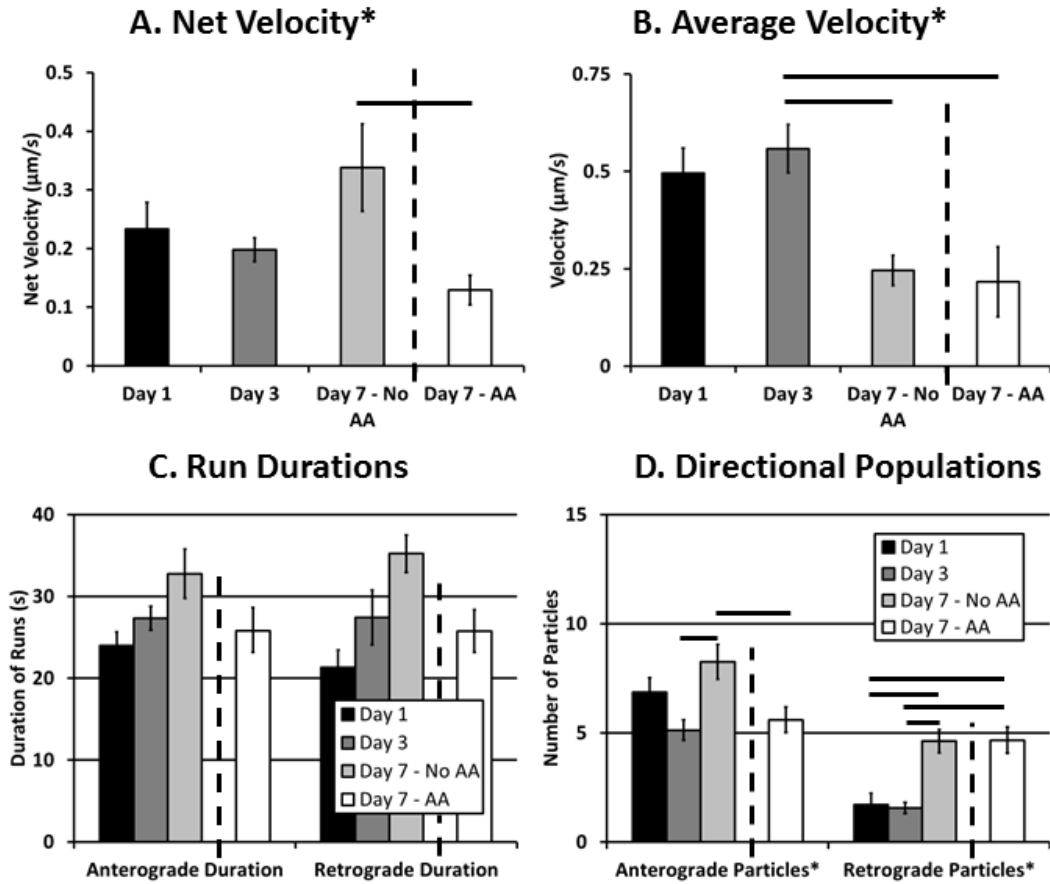 A. Net Velocity*
Net Velocity (µm/s)
0.5
0.4
0.3
0.2
0.1
0
Day 1
Day 3
Day 7 - No
AA
Day 7 - AA
B. Average Velocity*
Velocity (µm/s)
0.75
0.5
0.25
0
Day 1
Day 3
Day 7 - No
AA
Day 7 - AA
C. Run Durations
Duration of Runs (s)
40
30
20
10
0
Day 1
Day 3
Day 7 - No AA
Day 7 - AA
Anterograde Duration
Retrograde Duration
D. Directional Populations
Number of Particles
15
10
5
0
Day 1
Day 3
Day 7 - No AA
Day 7 - AA
Anterograde Particles*
Retrograde Particles*